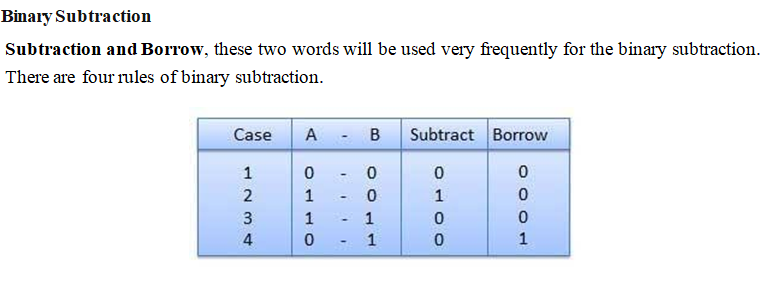 Binary Subtraction
Subtraction and Borrow, these two words will be used very frequently for the binary subtraction.
There are four rules of binary subtraction.
Case A - B Subtract Borrow
1 0 - 0 0 0
2 1 - 0 1 0
3 1 - 1 0 0
4 0 - 1 0 1